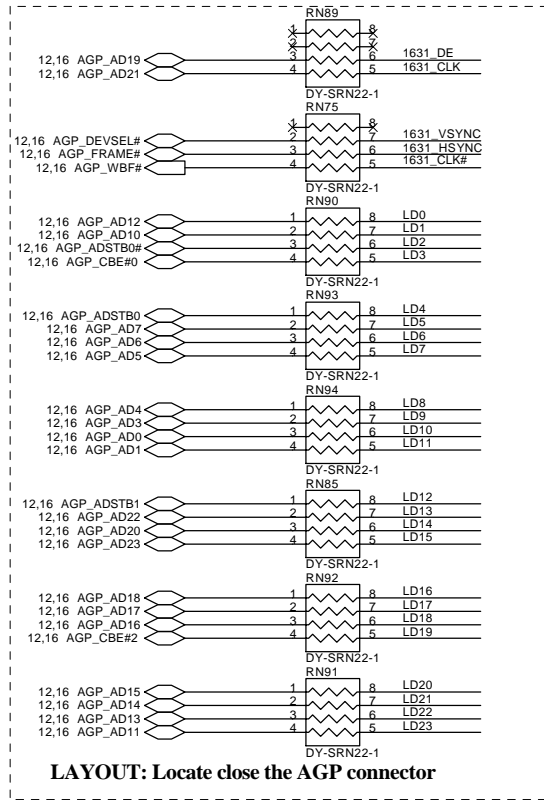 RN89
1 8
2 7
12,16 AGP_AD19 3 6 1631_DE
12,16 AGP_AD21 4 5 1631_CLK
DY-SRN22-1
RN75
1 8
12,16 AGP_DEVSEL# 2 7 1631_VSYNC
12,16 AGP_FRAME# 3 6 1631_HSYNC
12,16 AGP_WBF# 4 5 1631_CLK#
DY-SRN22-1
RN90
12,16 AGP_AD12 1 8 LD0
12,16 AGP_AD10 2 7 LD1
12,16 AGP_ADSTB0# 3 6 LD2
12,16 AGP_CBE#0 4 5 LD3
DY-SRN22-1
RN93
12,16 AGP_ADSTB0 1 8 LD4
12,16 AGP_AD7 2 7 LD5
12,16 AGP_AD6 3 6 LD6
12,16 AGP_AD5 4 5 LD7
DY-SRN22-1
RN94
12,16 AGP_AD4 1 8 LD8
12,16 AGP_AD3 2 7 LD9
12,16 AGP_AD0 3 6 LD10
12,16 AGP_AD1 4 5 LD11
DY-SRN22-1
RN85
12,16 AGP_ADSTB1 1 8 LD12
12,16 AGP_AD22 2 7 LD13
12,16 AGP_AD20 3 6 LD14
12,16 AGP_AD23 4 5 LD15
DY-SRN22-1
RN92
12,16 AGP_AD18 1 8 LD16
12,16 AGP_AD17 2 7 LD17
12,16 AGP_AD16 3 6 LD18
12,16 AGP_CBE#2 4 5 LD19
DY-SRN22-1
RN91
12,16 AGP_AD15 1 8 LD20
12,16 AGP_AD14 2 7 LD21
12,16 AGP_AD13 3 6 LD22
12,16 AGP_AD11 4 5 LD23
DY-SRN22-1
LAYOUT: Locate close the AGP connector